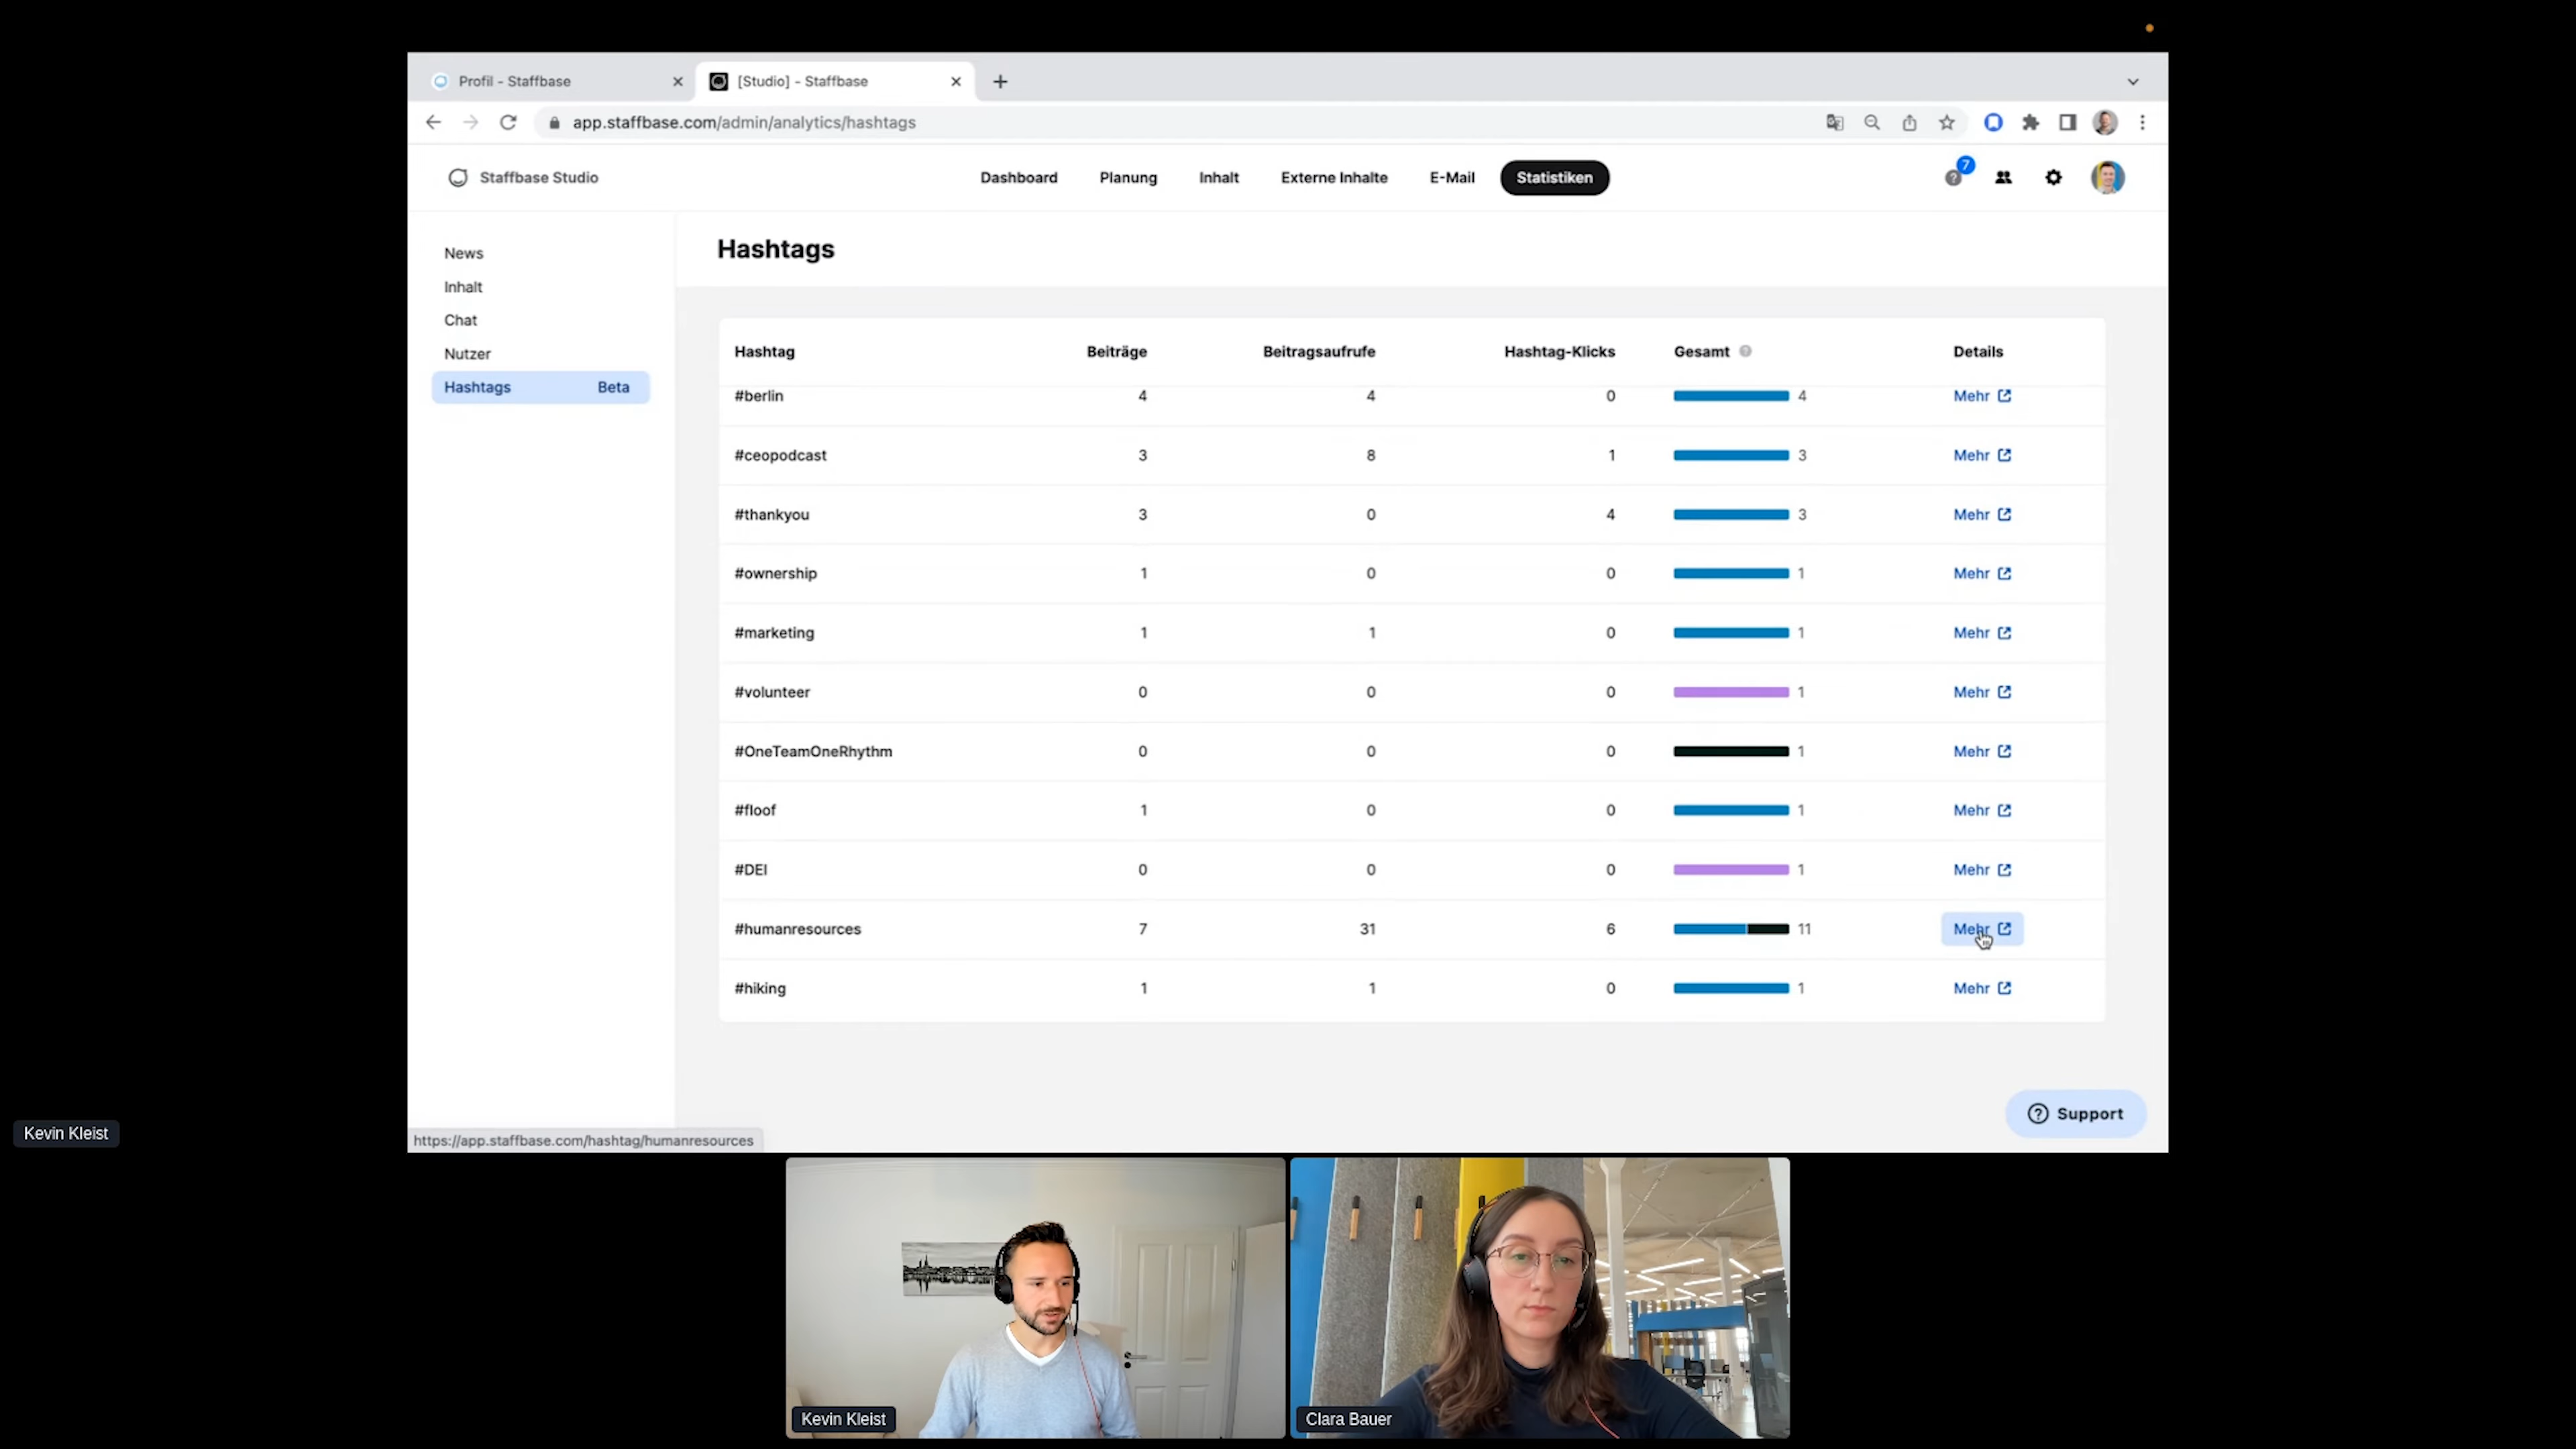 Profil - Staffbase
[Studio] - Staffbase
app.staffbase.com/admin/analytics/hashtags
Staffbase Studio
Dashboard Planung Inhalt Externe Inhalte E-Mail Statistiken
7
News
Inhalt
Chat
Nutzer
Hashtags Beta
Hashtags
Hashtag Beiträge Beitragsaufrufe Hashtag-Klicks Gesamt Details
#berlin 4 4 0 4 Mehr
#ceopodcast 3 8 1 3 Mehr
#thankyou 3 0 4 3 Mehr
#ownership 1 0 0 1 Mehr
#marketing 1 1 0 1 Mehr
#volunteer 0 0 0 1 Mehr
#OneTeamOneRhythm 0 0 0 1 Mehr
#floof 1 0 0 1 Mehr
#DEI 0 0 0 1 Mehr
#humanresources 7 31 6 11 Mehr
#hiking 1 1 0 1 Mehr
Support
https://app.staffbase.com/hashtag/humanresources
Kevin Kleist
Kevin Kleist
Clara Bauer